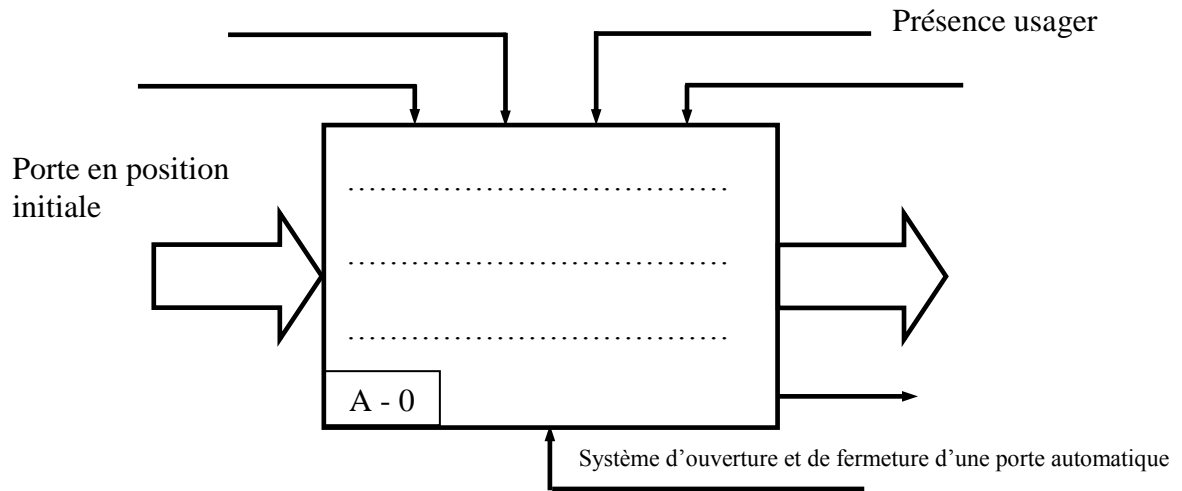 Présence usager
Porte en position
initiale
A - 0
Système d’ouverture et de fermeture d’une porte automatique